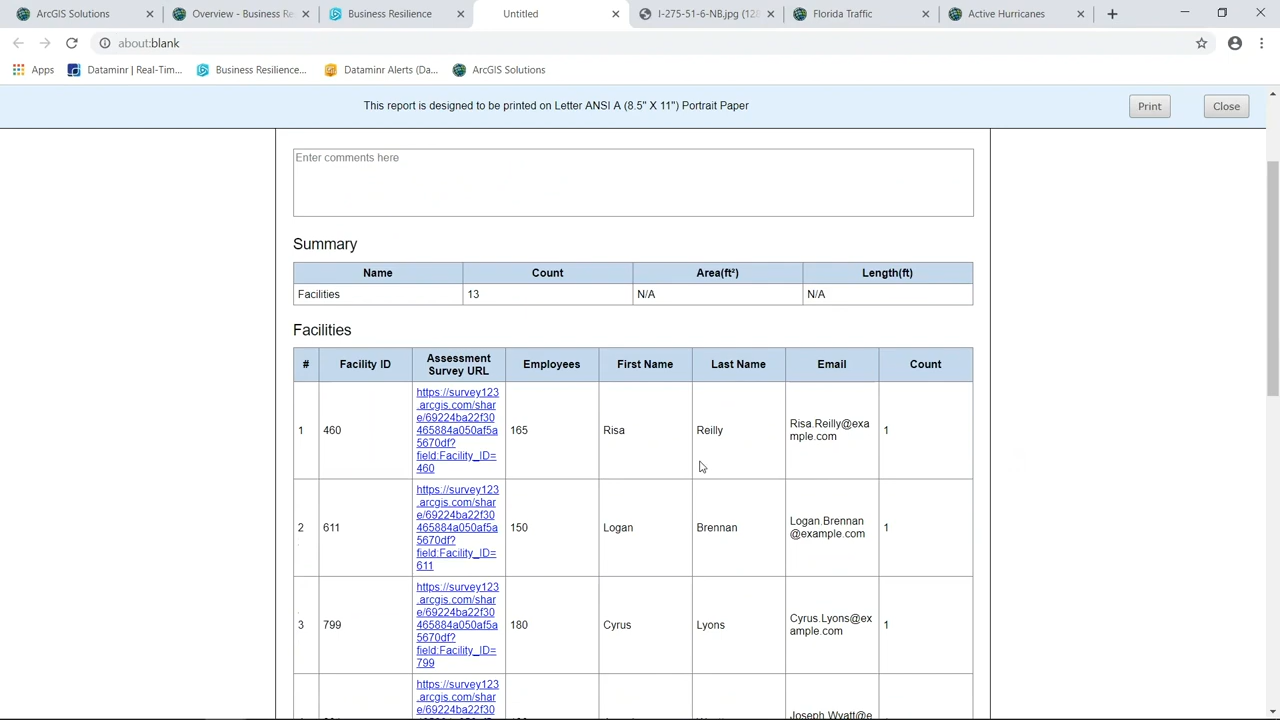 ArcGIS Solutions
Overview - Business Re
Business Resilience
Untitled
I-275-51-6-NB.jpg (128
Florida Traffic
Active Hurricanes
about:blank
Apps
Dataminr | Real-Tim...
Business Resilience...
Dataminr Alerts (Da...
ArcGIS Solutions
This report is designed to be printed on Letter ANSI A (8.5" X 11") Portrait Paper
Print
Close
Enter comments here
Summary
Name Count Area(ft²) Length(ft)
Facilities 13 N/A N/A
Facilities
# Facility ID Assessment Survey URL Employees First Name Last Name Email Count
https://survey123
.arcgis.com/shar
e/69224ba22f30
465884a050af5a
5670df?
field:Facility_ID=
460
1 460 165 Risa Reilly
Risa.Reilly@exa
mple.com
1
https://survey123
.arcgis.com/shar
e/69224ba22f30
465884a050af5a
5670df?
field:Facility_ID=
611
2 611 150 Logan Brennan
Logan.Brennan
@example.com
1
https://survey123
.arcgis.com/shar
e/69224ba22f30
465884a050af5a
5670df?
field:Facility_ID=
799
3 799 180 Cyrus Lyons
Cyrus.Lyons@ex
ample.com
1
https://survey123
.arcgis.com/shar
e/69224ba22f30
Joseph.Wyatt@e